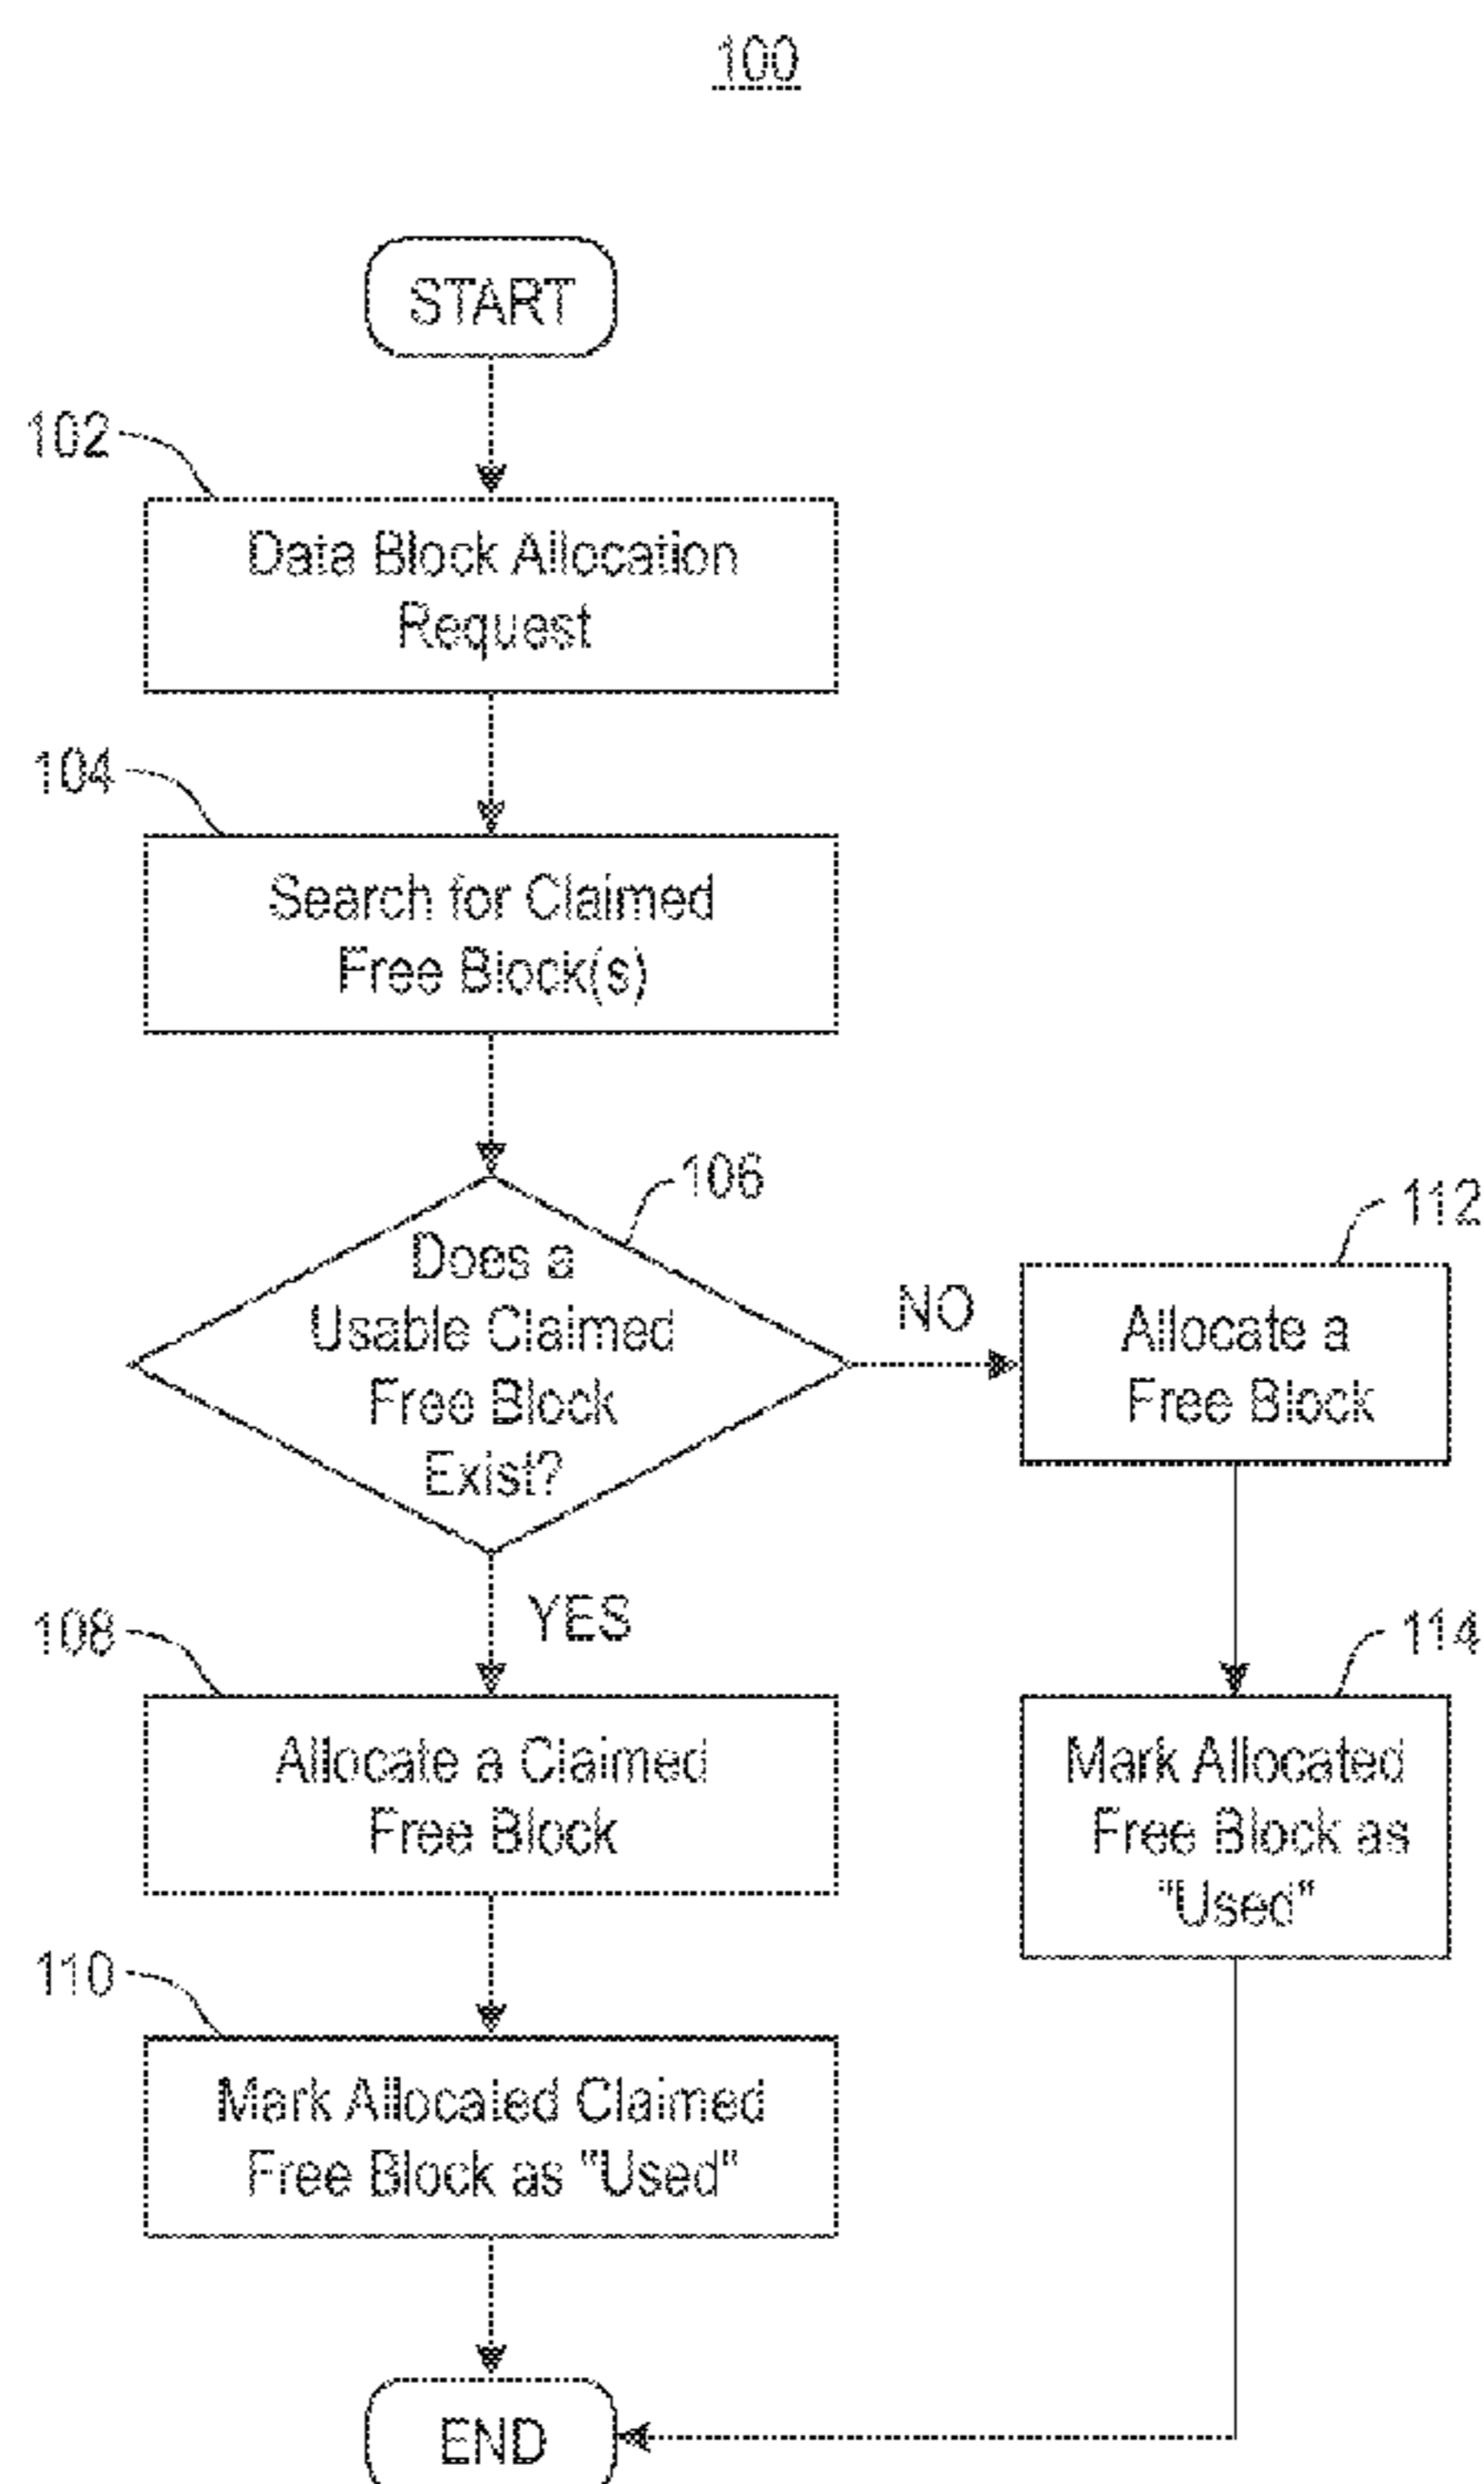 100
START
102
Data Block Allocation
Request
104
Search for Claimed
Free Block(s)
106
Does a
Usable Claimed
Free Block
Exist?
NO
112
Allocate a
Free Block
YES
108
Allocate a Claimed
Free Block
114
Mark Allocated
Free Block as
"Used"
110
Mark Allocated Claimed
Free Block as "Used"
END